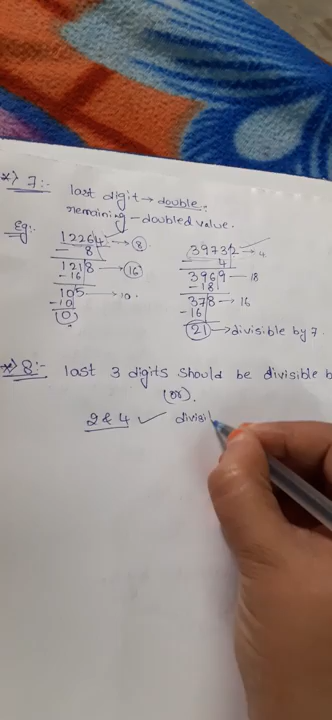 *) 7:-
last digit → double.
remaining - doubled value.
Eg:-
12264 → 8
- 8
1218 → 16
- 16
105 → 10
- 10
0
39732 - 4
4
3969 - 18
- 18
378 → 16
- 16
21 → divisible by 7.
*) 8:- last 3 digits should be divisible b
(or).
2 & 4 ✓ divisil